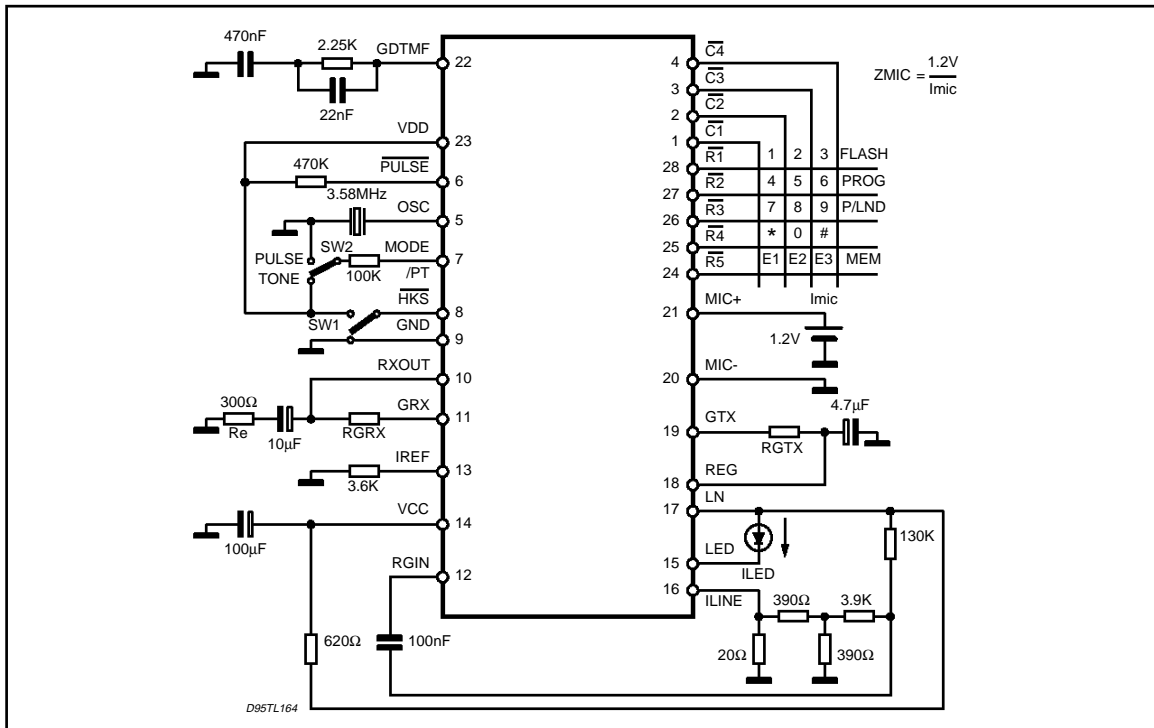 470nF
2.25K
GDTMF
22
22nF
VDD
23
470K
PULSE
6
3.58MHz
OSC
5
SW2
MODE
7
PULSE
TONE
100K
/PT
HKS
8
SW1
GND
9
RXOUT
10
300Ω
Re
10µF
GRX
11
RGRX
IREF
13
3.6K
VCC
14
100µF
RGIN
12
620Ω
100nF
D95TL164
4 C4
3 C3
2 C2
1 C1
28 R1
27 R2
26 R3
25 R4
24 R5
1 2 3 FLASH
4 5 6 PROG
7 8 9 P/LND
* 0 #
E1 E2 E3 MEM
ZMIC = 1.2V
Imic
Imic
21 MIC+
1.2V
20 MIC-
4.7µF
19 GTX
RGTX
18 REG
17 LN
130K
15 LED
ILED
16 ILINE
390Ω
3.9K
20Ω
390Ω